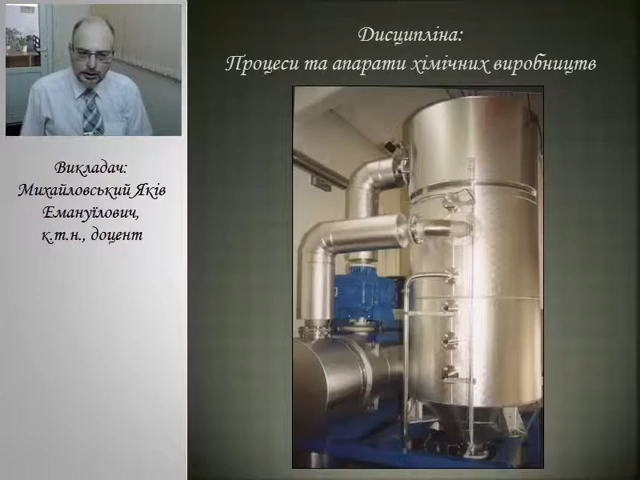 Дисципліна:
Процеси та апарати хімічних виробництв
Викладач:
Михайловський Яків
Емануїлович,
к.т.н., доцент